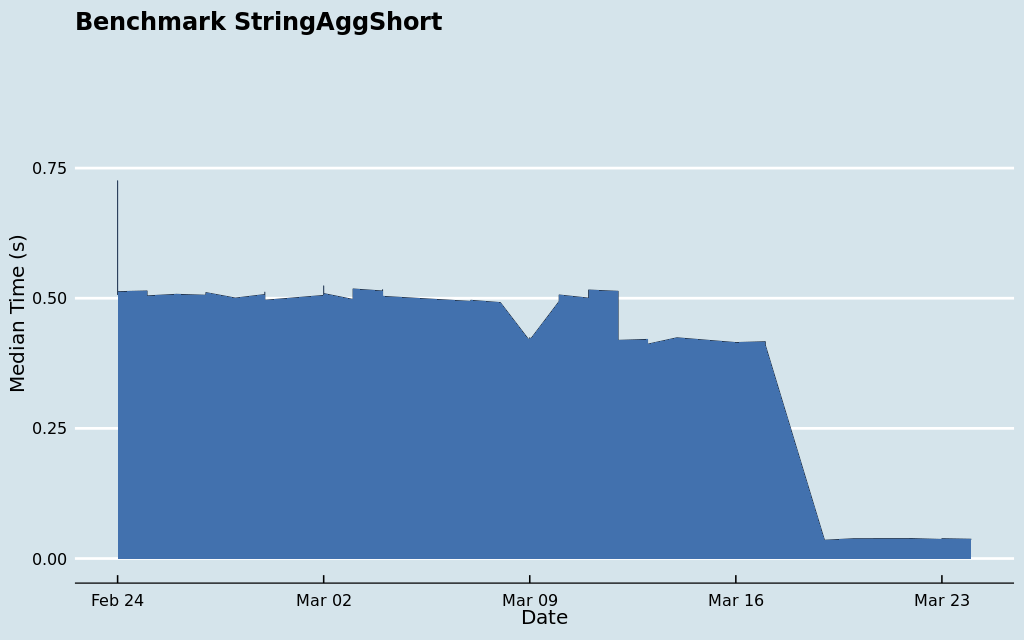 Benchmark StringAggShort
Median Time (s)
0.75
0.50
0.25
0.00
Feb 24 Mar 02 Mar 09 Mar 16 Mar 23
Date